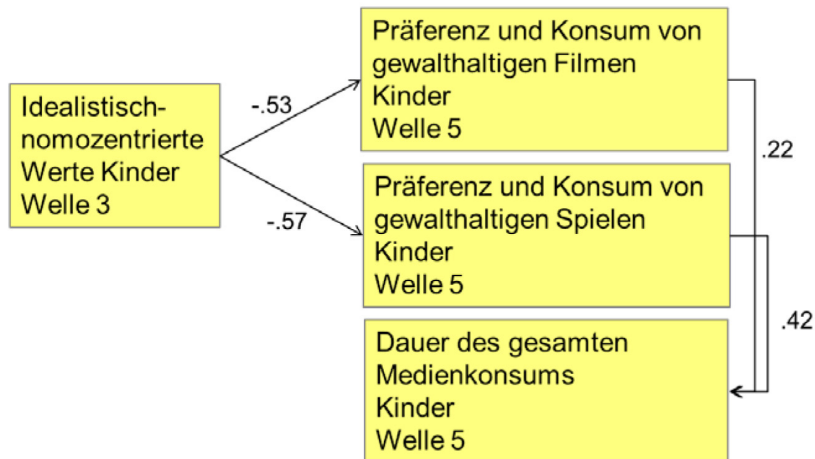 Idealistisch-
nomozentrierte
Werte Kinder
Welle 3
-.53
-.57
Präferenz und Konsum von
gewalthaltigen Filmen
Kinder
Welle 5
Präferenz und Konsum von
gewalthaltigen Spielen
Kinder
Welle 5
Dauer des gesamten
Medienkonsums
Kinder
Welle 5
.22
.42